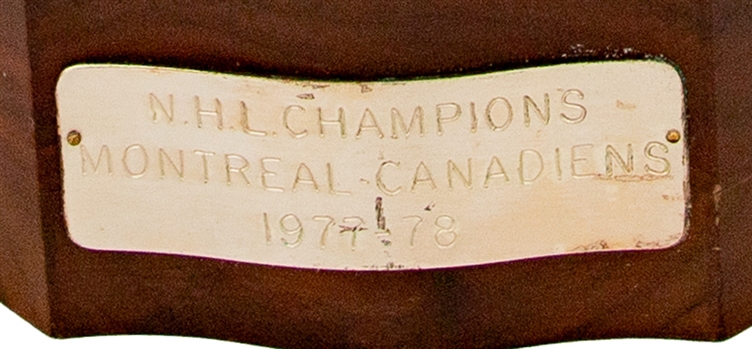 N.H.L. CHAMPIONS
MONTREAL CANADIENS
1977-78